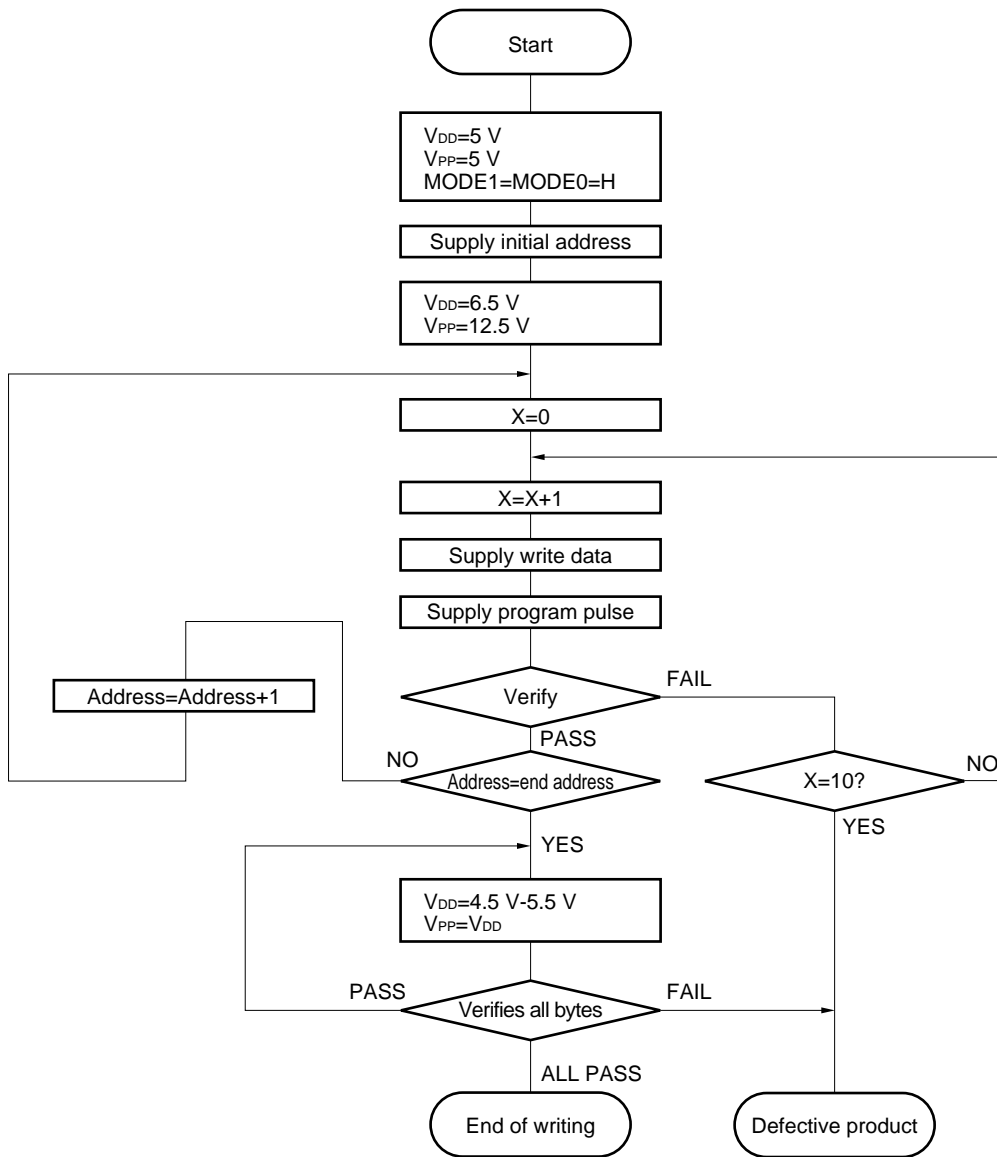 Start
VDD=5 V
VPP=5 V
MODE1=MODE0=H
Supply initial address
VDD=6.5 V
VPP=12.5 V
X=0
X=X+1
Supply write data
Supply program pulse
Verify
FAIL
Address=Address+1
PASS
NO
Address=end address
X=10?
NO
YES
YES
VDD=4.5 V-5.5 V
VPP=VDD
PASS
Verifies all bytes
FAIL
ALL PASS
End of writing
Defective product